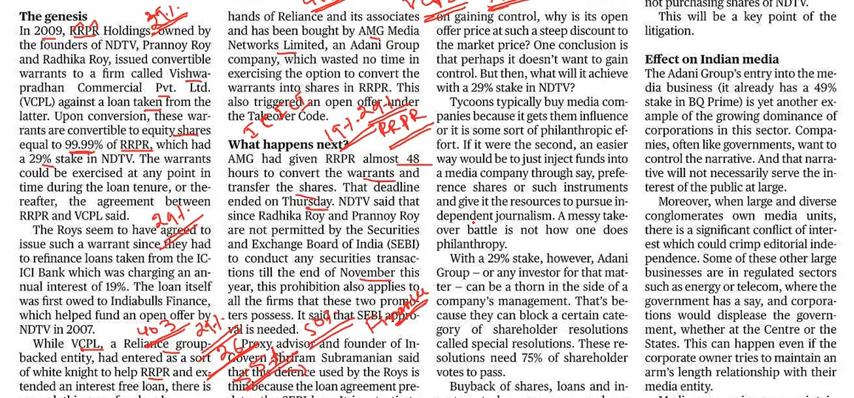 The genesis
In 2009, RRPR Holdings, owned by
the founders of NDTV, Prannoy Roy
and Radhika Roy, issued convertible
warrants to a firm called Vishva-
pradhan Commercial Pvt. Ltd.
(VCPL) against a loan taken from the
latter. Upon conversion, these war-
rants are convertible to equity shares
equal to 99.99% of RRPR, which had
a 29% stake in NDTV. The warrants
could be exercised at any point in
time during the loan tenure, or the-
reafter, the agreement between
RRPR and VCPL said.
The Roys seem to have agreed to
issue such a warrant since they had
to refinance loans taken from the IC-
ICI Bank which was charging an an-
nual interest of 19%. The loan itself
was first owed to Indiabulls Finance,
which helped fund an open offer by
NDTV in 2007.
While VCPL, a Reliance group-
backed entity, had entered as a sort
of white knight to help RRPR and ex-
tended an interest free loan, there is
hands of Reliance and its associates
and has been bought by AMG Media
Networks Limited, an Adani Group
company, which wasted no time in
exercising the option to convert the
warrants into shares in RRPR. This
also triggered an open offer under
the Takeover Code.
What happens next?
AMG had given RRPR almost 48
hours to convert the warrants and
transfer the shares. That deadline
ended on Thursday. NDTV said that
since Radhika Roy and Prannoy Roy
are not permitted by the Securities
and Exchange Board of India (SEBI)
to conduct any securities transac-
tions till the end of November this
year, this prohibition also applies to
all the firms that these two promo-
ters possess. It said that SEBI appro-
val is needed.
Proxy advisor and founder of In-
Govern Shriram Subramanian said
that this defence used by the Roys is
thin because the loan agreement pre-
on gaining control, why is its open
offer price at such a steep discount to
the market price? One conclusion is
that perhaps it doesn't want to gain
control. But then, what will it achieve
with a 29% stake in NDTV?
Tycoons typically buy media com-
panies because it gets them influence
or it is some sort of philanthropic ef-
fort. If it were the second, an easier
way would be to just inject funds into
a media company through say, prefe-
rence shares or such instruments
and give it the resources to pursue in-
dependent journalism. A messy take-
over battle is not how one does
philanthropy.
With a 29% stake, however, Adani
Group – or any investor for that mat-
ter – can be a thorn in the side of a
company's management. That's be-
cause they can block a certain cate-
gory of shareholder resolutions
called special resolutions. These re-
solutions need 75% of shareholder
votes to pass.
Buyback of shares, loans and in-
not purchasing shares of NDTV.
This will be a key point of the
litigation.
Effect on Indian media
The Adani Group's entry into the me-
dia business (it already has a 49%
stake in BQ Prime) is yet another ex-
ample of the growing dominance of
corporations in this sector. Compa-
nies, often like governments, want to
control the narrative. And that narra-
tive will not necessarily serve the in-
terest of the public at large.
Moreover, when large and diverse
conglomerates own media units,
there is a significant conflict of inter-
est which could crimp editorial inde-
pendence. Some of these other large
businesses are in regulated sectors
such as energy or telecom, where the
government has a say, and corpora-
tions would displease the govern-
ment, whether at the Centre or the
States. This can happen even if the
corporate owner tries to maintain an
arm's length relationship with their
media entity.
29%
29%
403
29%
26
509
19%
29%
RRPR